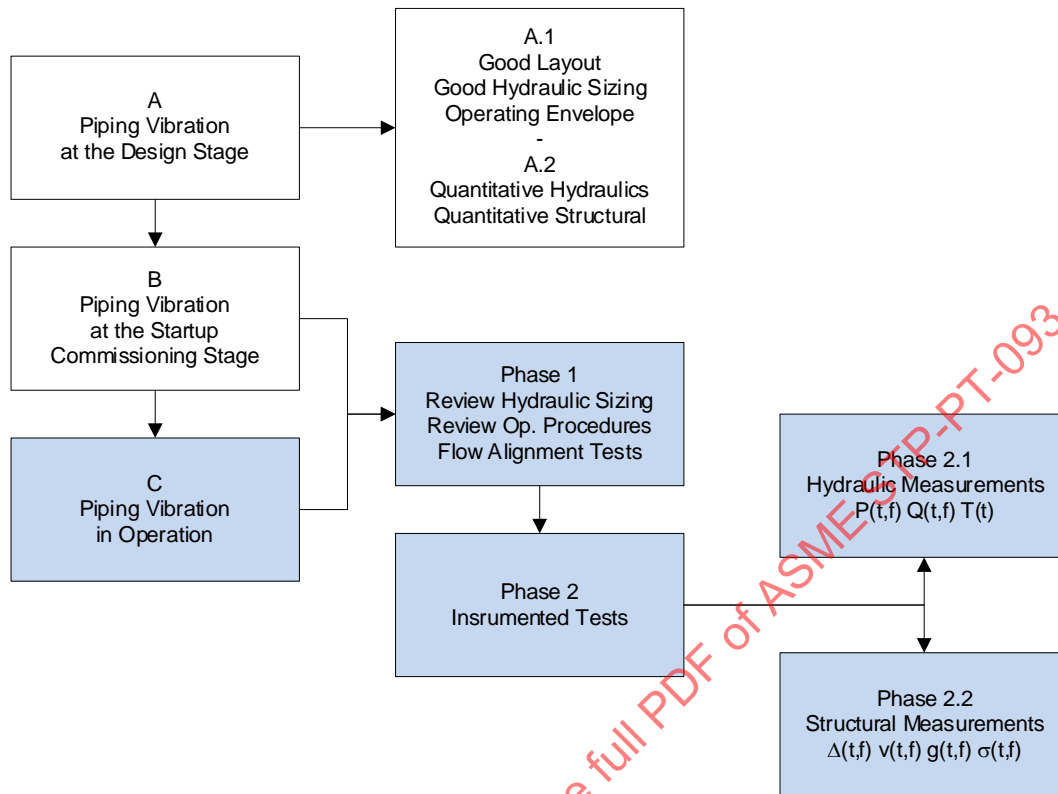 A
Piping Vibration
at the Design Stage
A.1
Good Layout
Good Hydraulic Sizing
Operating Envelope
-
A.2
Quantitative Hydraulics
Quantitative Structural
B
Piping Vibration
at the Startup
Commissioning Stage
C
Piping Vibration
in Operation
Phase 1
Review Hydraulic Sizing
Review Op. Procedures
Flow Alignment Tests
Phase 2
Insrumented Tests
Phase 2.1
Hydraulic Measurements
P(t,f) Q(t,f) T(t)
Phase 2.2
Structural Measurements
Δ(t,f) v(t,f) g(t,f) σ(t,f)
e full PDF of ASME STP-PT-093